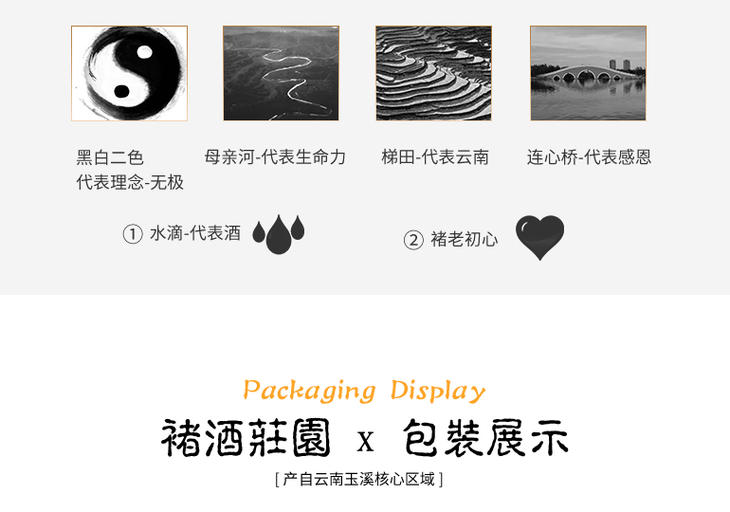 黑白二色
代表理念-无极
母亲河-代表生命力
梯田-代表云南
连心桥-代表感恩
① 水滴-代表酒
② 褚老初心
Packaging Display
褚酒莊園 x 包裝展示
[ 产自云南玉溪核心区域 ]